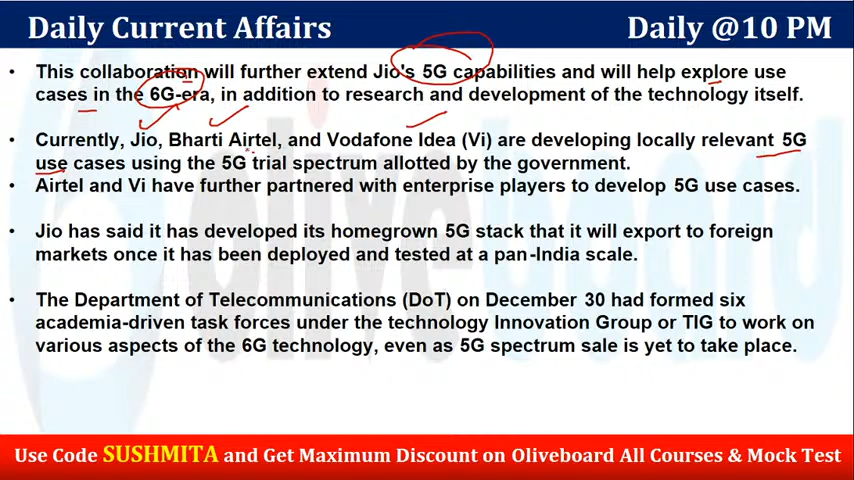 Daily Current Affairs
Daily @10 PM
• This collaboration will further extend Jio's 5G capabilities and will help explore use
cases in the 6G-era, in addition to research and development of the technology itself.
• Currently, Jio, Bharti Airtel, and Vodafone Idea (Vi) are developing locally relevant 5G
use cases using the 5G trial spectrum allotted by the government.
• Airtel and Vi have further partnered with enterprise players to develop 5G use cases.
• Jio has said it has developed its homegrown 5G stack that it will export to foreign
markets once it has been deployed and tested at a pan-India scale.
• The Department of Telecommunications (DoT) on December 30 had formed six
academia-driven task forces under the technology Innovation Group or TIG to work on
various aspects of the 6G technology, even as 5G spectrum sale is yet to take place.
oliveboard
Use Code SUSHMITA and Get Maximum Discount on Oliveboard All Courses & Mock Test